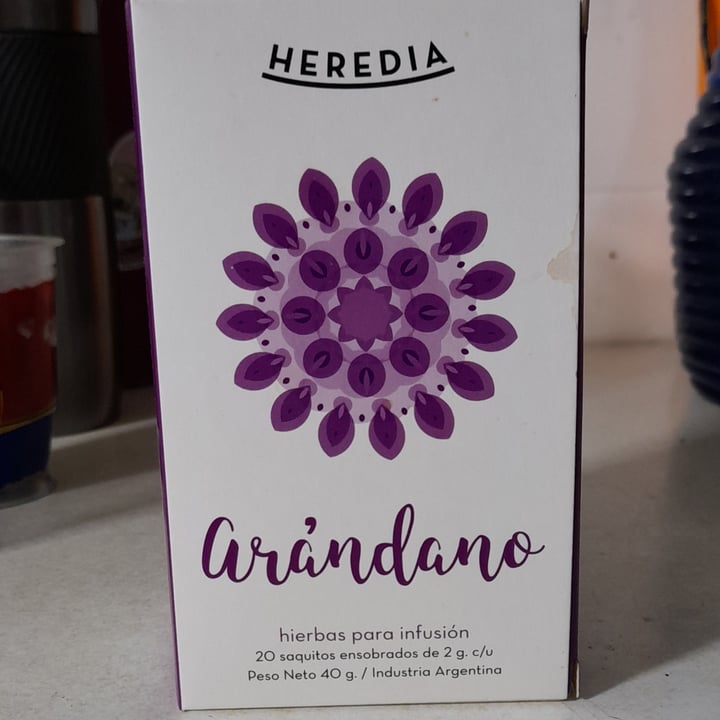 HEREDIA
arándano
hierbas para infusión
20 saquitos ensobrados de 2 g. c/u
Peso Neto 40 g. / Industria Argentina